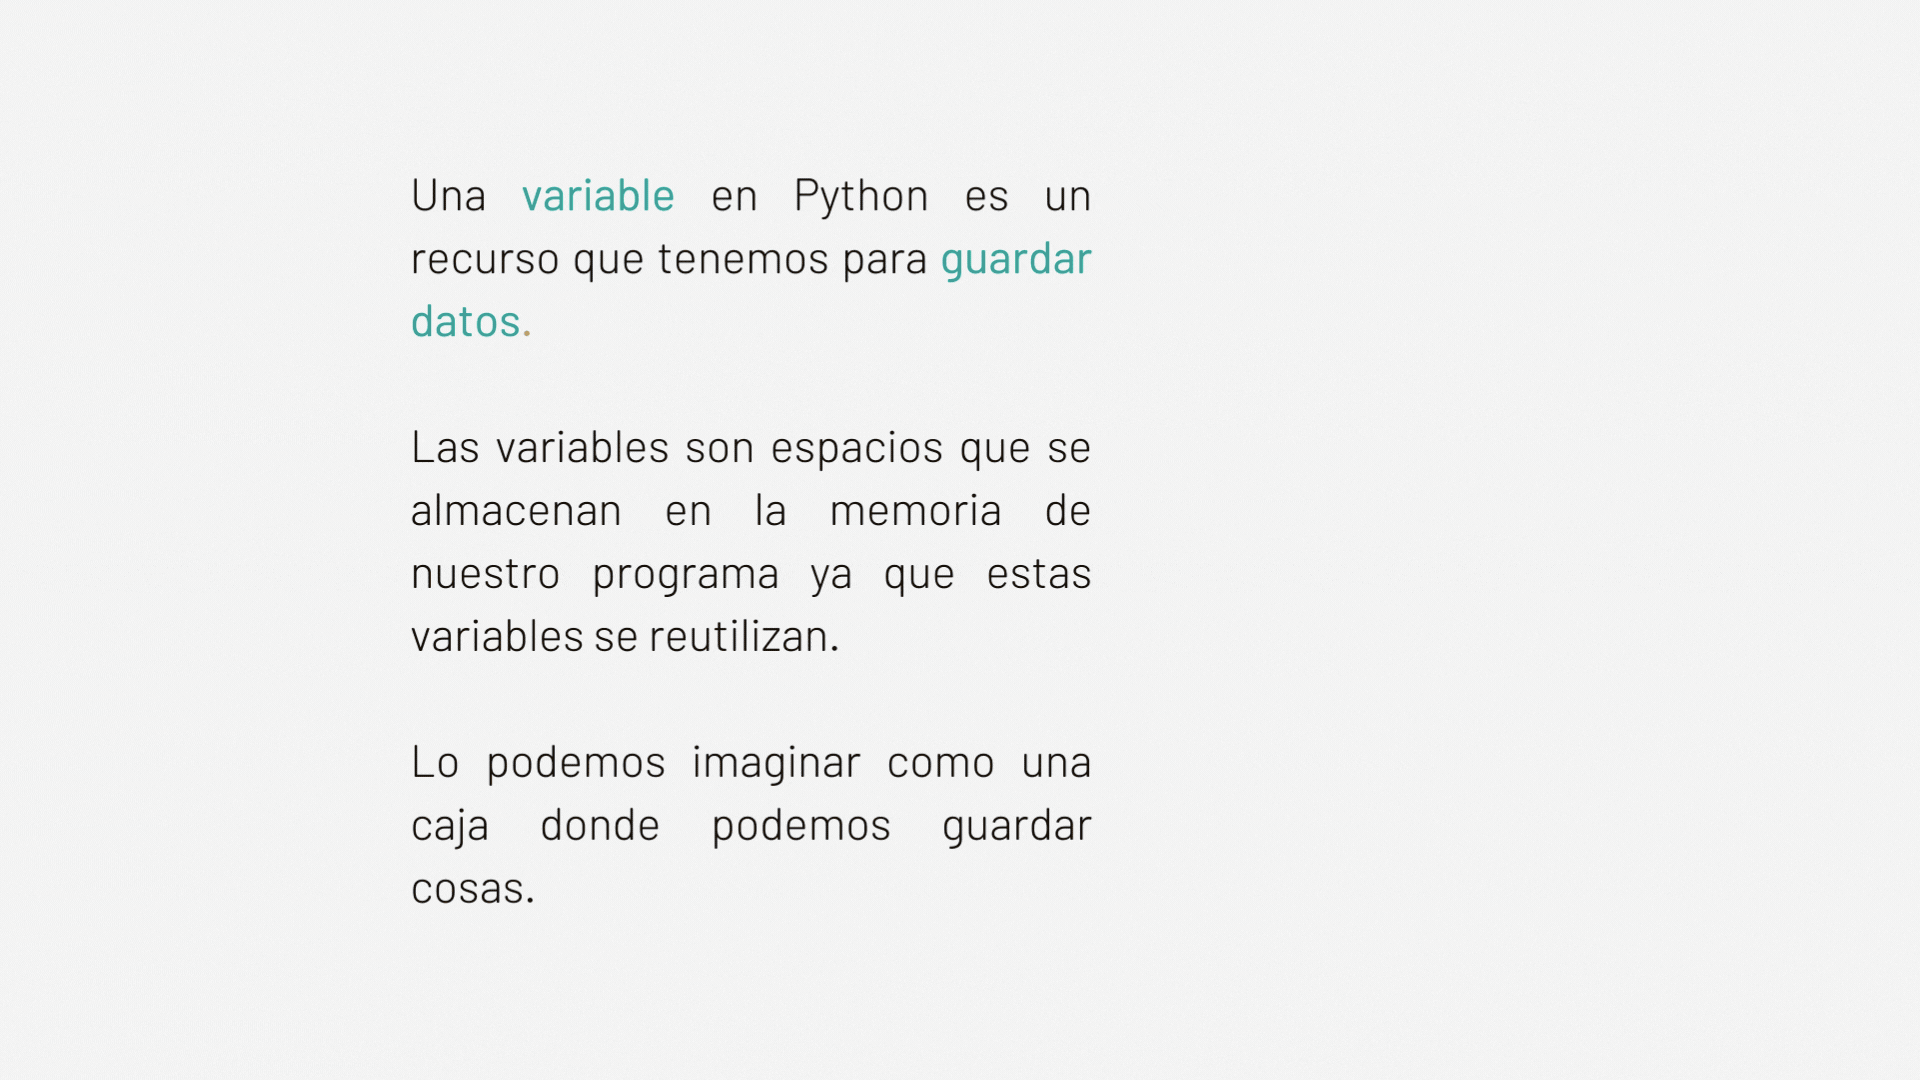 Una variable en Python es un
recurso que tenemos para guardar
datos.
Las variables son espacios que se
almacenan en la memoria de
nuestro programa ya que estas
variables se reutilizan.
Lo podemos imaginar como una
caja donde podemos guardar
cosas.